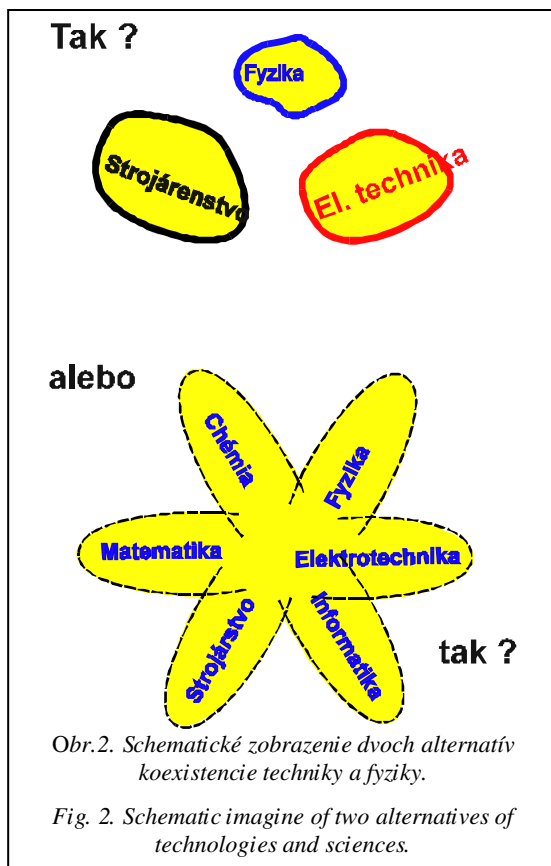 Tak ?
Fyzika
Strojárenstvo
El. technika
alebo
Chémia
Fyzika
Matematika
Elektrotechnika
Strojárstvo
Informatika
tak ?
Obr.2. Schematické zobrazenie dvoch alternatív
koexistencie techniky a fyziky.
Fig. 2. Schematic imagine of two alternatives of
technologies and sciences.